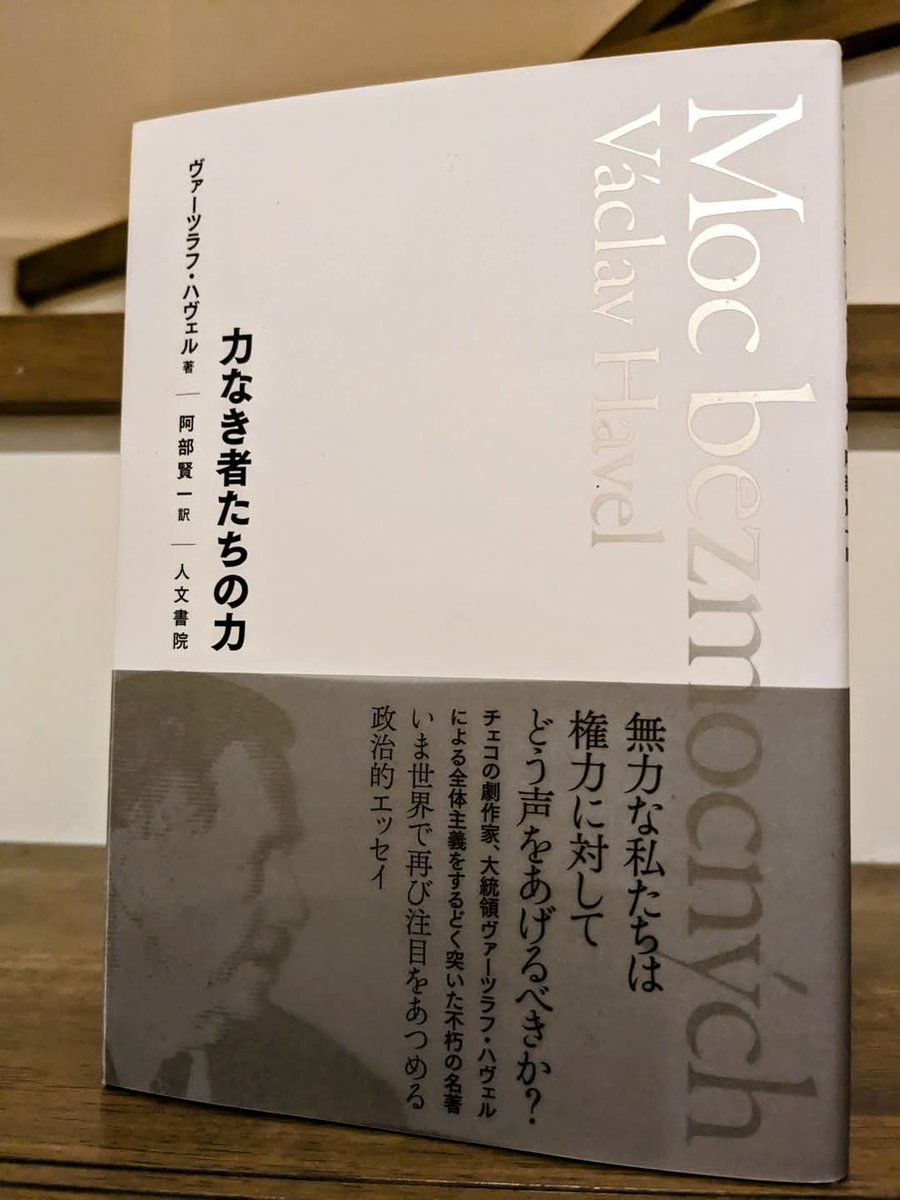 Moc bezmocných
Václav Havel
力なき者たちの力
ヴァーツラフ・ハヴェル 著 — 阿部賢一 訳 — 人文書院
無力な私たちは
権力に対して
どう声をあげるべきか?
チェコの劇作家、大統領ヴァーツラフ・ハヴェル
による全体主義をするどく突いた不朽の名著
いま世界で再び注目をあつめる
政治的エッセイ